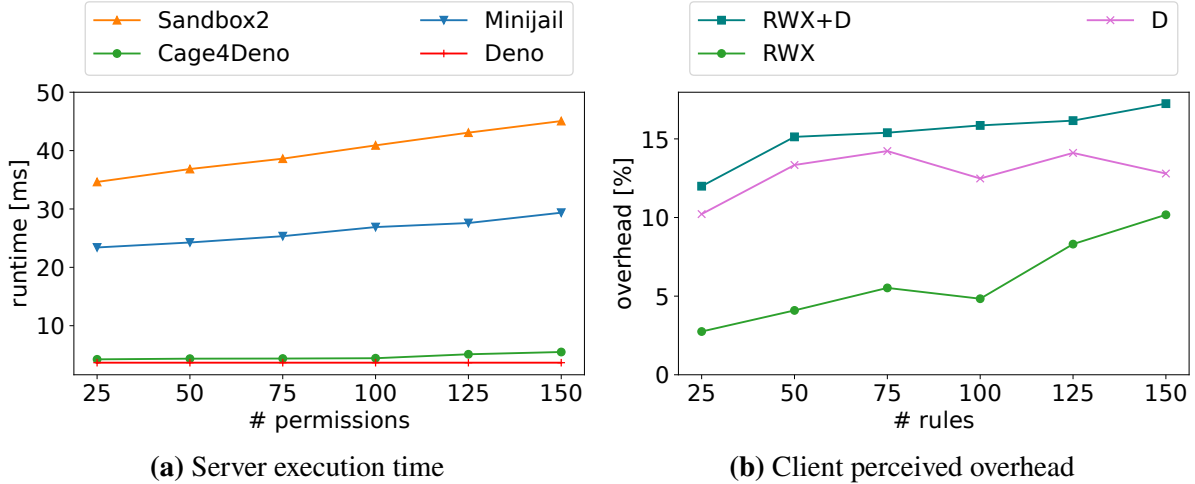 Sandbox2
Minijail
Cage4Deno
Deno
50
40
30
20
10
runtime [ms]
25 50 75 100 125 150
# permissions
(a) Server execution time
RWX+D
D
RWX
15
10
5
0
overhead [%]
25 50 75 100 125 150
# rules
(b) Client perceived overhead